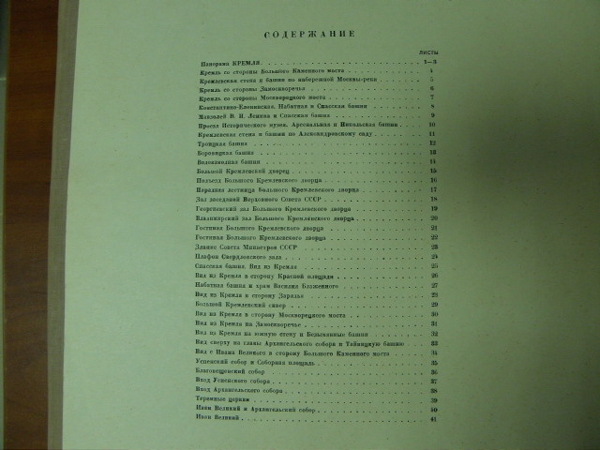 СОДЕРЖАНИЕ
ЛИСТЫ
Панорама КРЕМЛЯ 1—3
Кремль со стороны Большого Каменного моста 4
Кремлевская стена и башни по набережной Москвы-реки 5
Кремль со стороны Замоскворечья 6
Кремль со стороны Москворецкого моста 7
Константино-Еленинская, Набатная и Спасская башни 8
Мавзолей В. И. Ленина и Спасская башня 9
Крыло Исторического музея, Арсенальная и Никольская башни 10
Кремлевская стена и башни по Александровскому саду 11
Троицкая башня 12
Боровицкая башня 13
Водовзводная башня 14
Большой Кремлевский дворец 15
Подъезд Большого Кремлевского дворца 16
Парадная лестница Большого Кремлевского дворца 17
Зал заседаний Верховного Совета СССР 18
Георгиевский зал Большого Кремлевского дворца 19
Владимирский зал Большого Кремлевского дворца 20
Гостиная Большого Кремлевского дворца 21
Гостиная Большого Кремлевского дворца 22
Здание Совета Министров СССР 23
Плафон Свердловского зала 24
Спасская башня. Вид из Кремля 25
Вид из Кремля в сторону Красной площади 26
Набатная башня и храм Василия Блаженного 27
Вид из Кремля в сторону Зарядья 28
Большой Кремлевский сквер 29
Вид из Кремля в сторону Москворецкого моста 30
Вид из Кремля на Замоскворечье 31
Вид из Кремля на южную стену и Безымянные башни 32
Вид сверху на главы Архангельского собора и Тайницкую башню 33
Вид с Ивана Великого в сторону Большого Каменного моста 34
Успенский собор и Соборная площадь 35
Благовещенский собор 36
Вход Успенского собора 37
Вход Архангельского собора 38
Теремные церкви 39
Иван Великий и Архангельский собор 40
Иван Великий 41